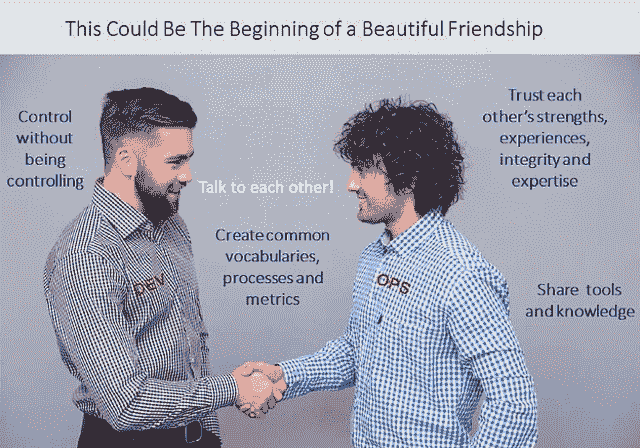 This Could Be The Beginning of a Beautiful Friendship
Control
without
being
controlling
Talk to each other!
Create common
vocabularies,
processes and
metrics
Trust each
other's strengths,
experiences,
integrity and
expertise
Share tools
and knowledge
DEV
OPS